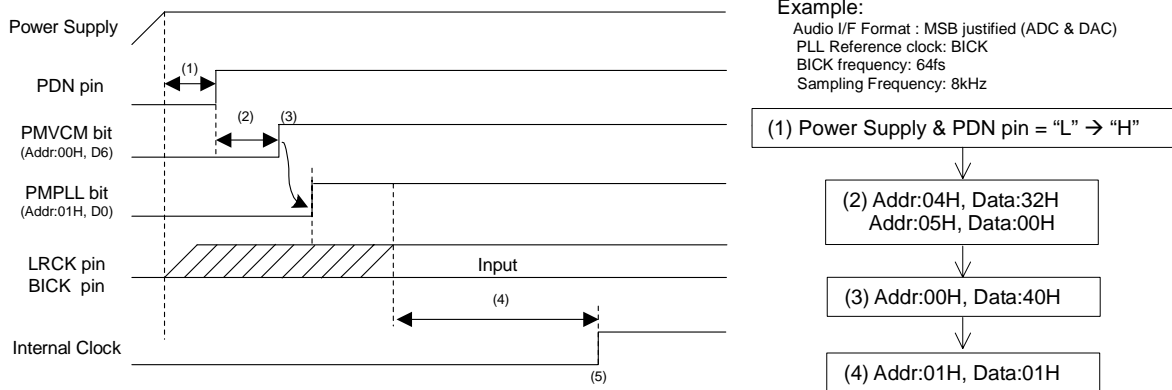 Power Supply
(1)
PDN pin
(2)
(3)
PMVCM bit
(Addr:00H, D6)
PMPLL bit
(Addr:01H, D0)
LRCK pin
BICK pin
Input
(4)
Internal Clock
(5)
Example:
Audio I/F Format : MSB justified (ADC & DAC)
PLL Reference clock: BICK
BICK frequency: 64fs
Sampling Frequency: 8kHz
(1) Power Supply & PDN pin = “L” → “H”
(2) Addr:04H, Data:32H
Addr:05H, Data:00H
(3) Addr:00H, Data:40H
(4) Addr:01H, Data:01H